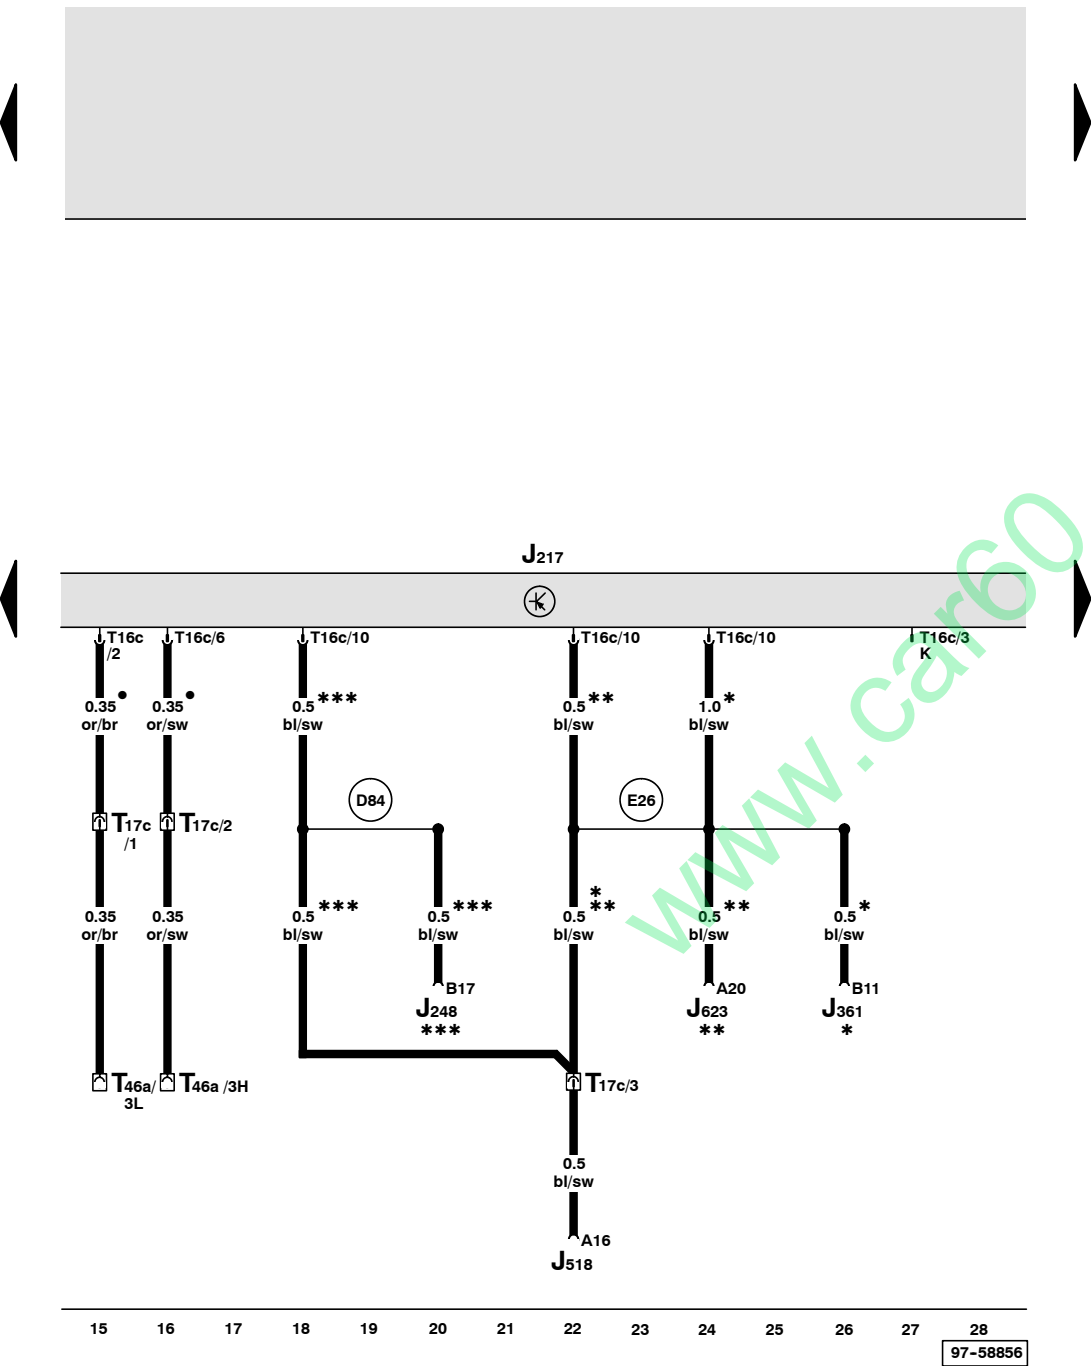 J217
T16c T16c/6 T16c/10 T16c/10 T16c/10 T16c/3
/2 K
● ● *** ** *
0.35 0.35 0.5 0.5 1.0
or/br or/sw bl/sw bl/sw bl/sw
D84 E26
T17c T17c/2
/1
*
*** *** ** ** *
0.35 0.35 0.5 0.5 0.5 0.5 0.5
or/br or/sw bl/sw bl/sw bl/sw bl/sw bl/sw
B17 A20 B11
J248 J623 J361
*** ** *
T46a/ T46a /3H T17c/3
3L
0.5
bl/sw
A16
J518
15 16 17 18 19 20 21 22 23 24 25 26 27 28
97-58856
www.car60